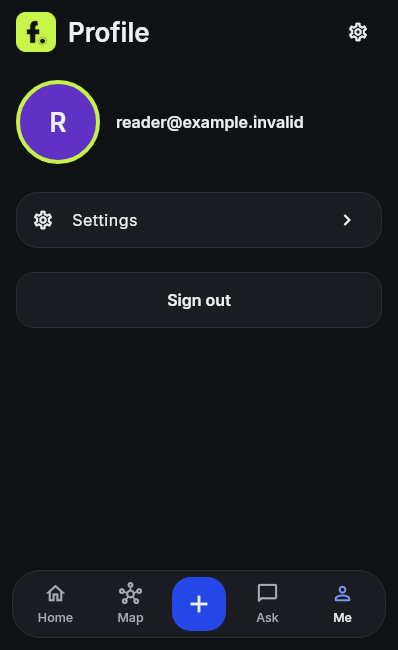 f.
Profile
R
reader@example.invalid
Settings
Sign out
Home
Map
Ask
Me